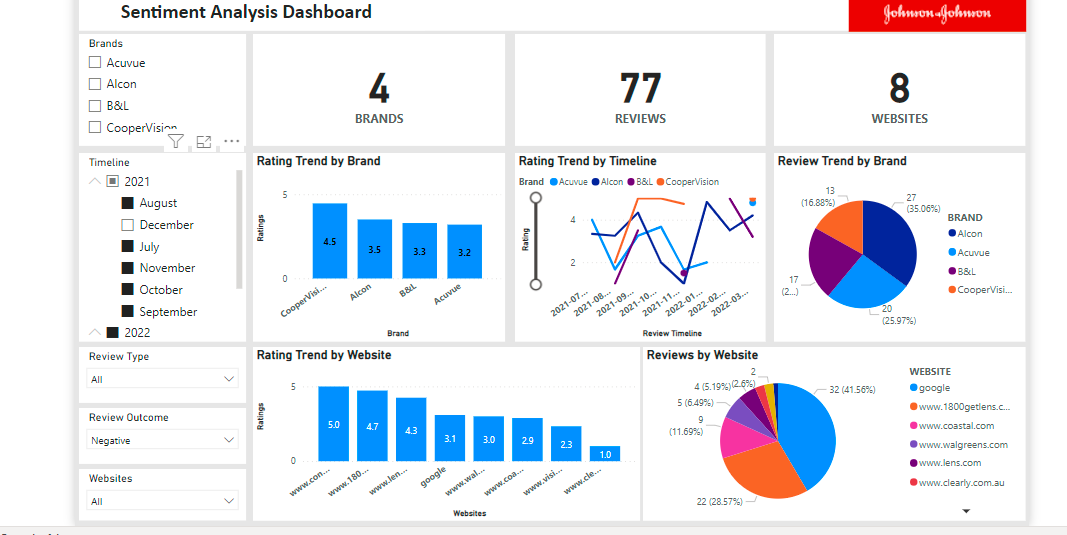 Sentiment Analysis Dashboard
Johnson & Johnson
Brands
Acuvue
Alcon
B&L
CooperVision
4
BRANDS
77
REVIEWS
8
WEBSITES
Timeline
2021
August
December
July
November
October
September
2022
Rating Trend by Brand
5
0
Ratings
4.5
3.5
3.3
3.2
CooperVisi...
Alcon
B&L
Acuvue
Brand
Rating Trend by Timeline
Brand Acuvue Alcon B&L CooperVision
Rating
4
2
2021-07...
2021-08...
2021-09...
2021-10...
2021-11...
2022-01...
2022-02...
2022-03...
Review Timeline
Review Trend by Brand
13
(16.88%)
27
(35.06%)
17
(2...)
20
(25.97%)
BRAND
Alcon
Acuvue
B&L
CooperVisi...
Review Type
All
Review Outcome
Negative
Websites
All
Rating Trend by Website
5
0
Ratings
5.0
4.7
4.3
3.1
3.0
2.9
2.3
1.0
www.con...
www.180...
www.len...
google
www.wal...
www.coa...
www.visi...
www.cle...
Websites
Reviews by Website
2
(2.6%)
4 (5.19%)
5 (6.49%)
9
(11.69%)
32 (41.56%)
22 (28.57%)
WEBSITE
google
www.1800getlens.c...
www.coastal.com
www.walgreens.com
www.lens.com
www.clearly.com.au